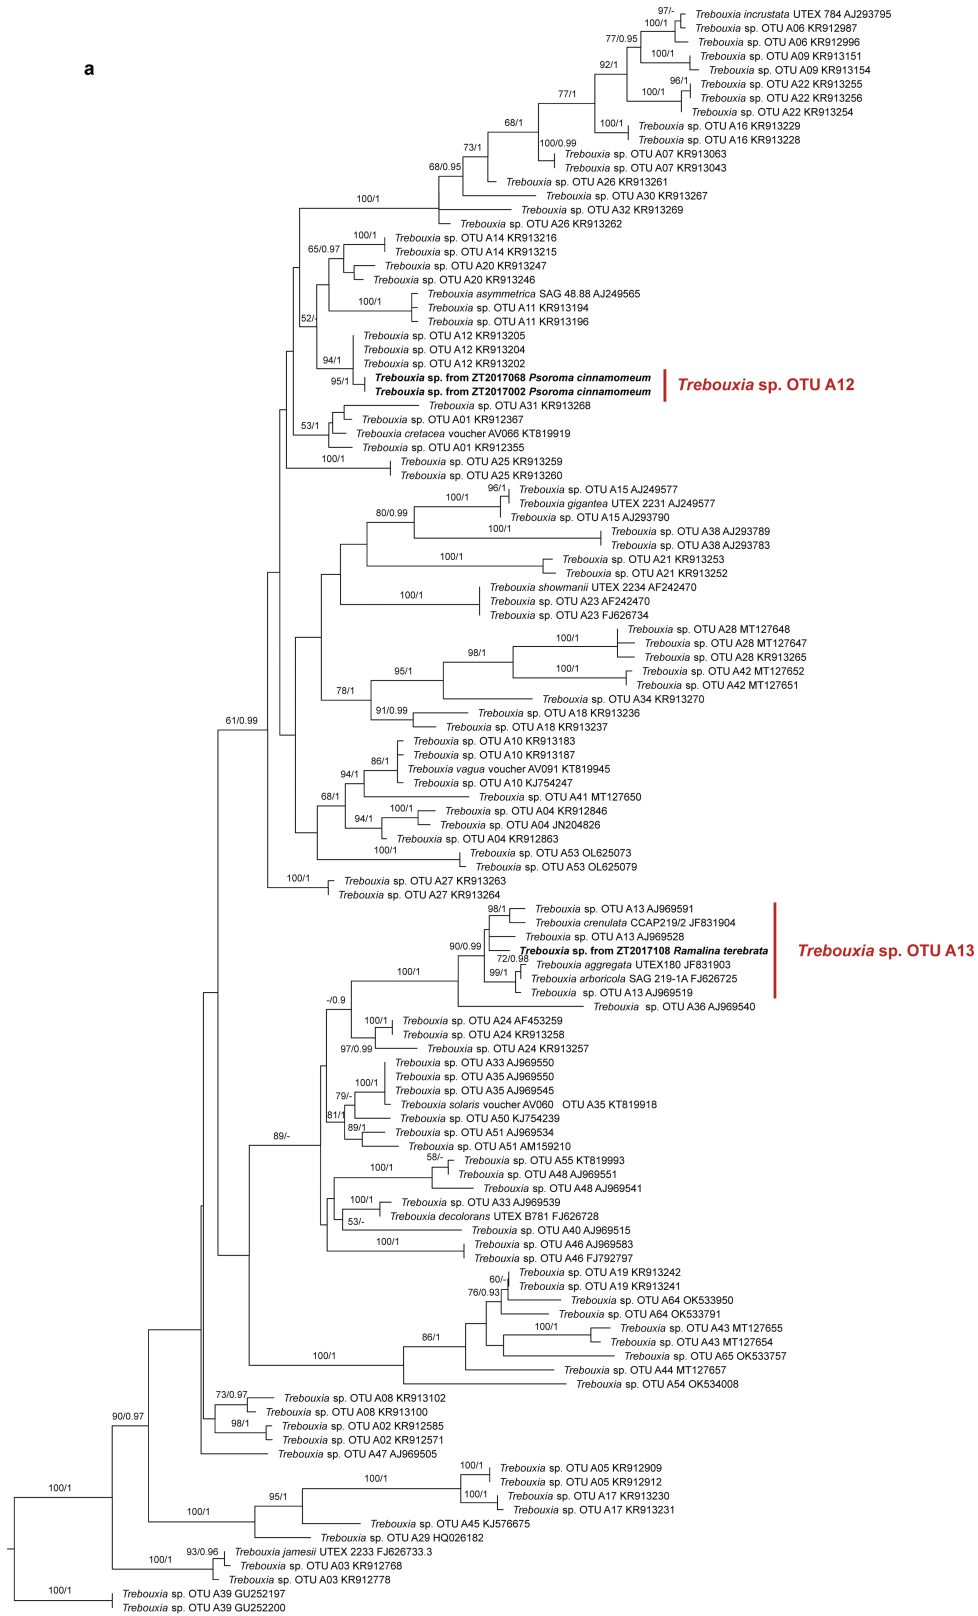 a
97/-
Trebouxia incrustata UTEX 784 AJ293795
100/1
Trebouxia sp. OTU A06 KR912987
77/0.95
Trebouxia sp. OTU A06 KR912996
100/1
Trebouxia sp. OTU A09 KR913151
92/1
Trebouxia sp. OTU A09 KR913154
96/1
Trebouxia sp. OTU A22 KR913255
100/1
Trebouxia sp. OTU A22 KR913256
77/1
Trebouxia sp. OTU A22 KR913254
100/1
Trebouxia sp. OTU A16 KR913229
68/1
Trebouxia sp. OTU A16 KR913228
100/0.99
Trebouxia sp. OTU A07 KR913063
73/1
Trebouxia sp. OTU A07 KR913043
68/0.95
Trebouxia sp. OTU A26 KR913261
Trebouxia sp. OTU A30 KR913267
100/1
Trebouxia sp. OTU A32 KR913269
Trebouxia sp. OTU A26 KR913262
100/1
Trebouxia sp. OTU A14 KR913216
65/0.97
Trebouxia sp. OTU A14 KR913215
Trebouxia sp. OTU A20 KR913247
Trebouxia sp. OTU A20 KR913246
Trebouxia asymmetrica SAG 48.88 AJ249565
100/1
Trebouxia sp. OTU A11 KR913194
52/-
Trebouxia sp. OTU A11 KR913196
Trebouxia sp. OTU A12 KR913205
Trebouxia sp. OTU A12 KR913204
94/1
Trebouxia sp. OTU A12 KR913202
95/1
Trebouxia sp. from ZT2017068 Psoroma cinnamomeum
Trebouxia sp. OTU A12
Trebouxia sp. from ZT2017002 Psoroma cinnamomeum
Trebouxia sp. OTU A31 KR913268
Trebouxia sp. OTU A01 KR912367
53/1
Trebouxia cretacea voucher AV066 KT819919
Trebouxia sp. OTU A01 KR912355
100/1
Trebouxia sp. OTU A25 KR913259
Trebouxia sp. OTU A25 KR913260
96/1
Trebouxia sp. OTU A15 AJ249577
100/1
Trebouxia gigantea UTEX 2231 AJ249577
80/0.99
Trebouxia sp. OTU A15 AJ293790
100/1
Trebouxia sp. OTU A38 AJ293789
Trebouxia sp. OTU A38 AJ293783
100/1
Trebouxia sp. OTU A21 KR913253
Trebouxia sp. OTU A21 KR913252
Trebouxia showmanii UTEX 2234 AF242470
100/1
Trebouxia sp. OTU A23 AF242470
Trebouxia sp. OTU A23 FJ626734
Trebouxia sp. OTU A28 MT127648
100/1
Trebouxia sp. OTU A28 MT127647
98/1
Trebouxia sp. OTU A28 KR913265
100/1
Trebouxia sp. OTU A42 MT127652
95/1
Trebouxia sp. OTU A42 MT127651
78/1
Trebouxia sp. OTU A34 KR913270
91/0.99
Trebouxia sp. OTU A18 KR913236
61/0.99
Trebouxia sp. OTU A18 KR913237
Trebouxia sp. OTU A10 KR913183
Trebouxia sp. OTU A10 KR913187
86/1
Trebouxia vagua voucher AV091 KT819945
94/1
Trebouxia sp. OTU A10 KJ754247
68/1
Trebouxia sp. OTU A41 MT127650
100/1
Trebouxia sp. OTU A04 KR912846
94/1
Trebouxia sp. OTU A04 JN204826
Trebouxia sp. OTU A04 KR912863
100/1
Trebouxia sp. OTU A53 OL625073
Trebouxia sp. OTU A53 OL625079
100/1
Trebouxia sp. OTU A27 KR913263
Trebouxia sp. OTU A27 KR913264
98/1
Trebouxia sp. OTU A13 AJ969591
Trebouxia crenulata CCAP219/2 JF831904
Trebouxia sp. OTU A13 AJ969528
90/0.99
Trebouxia sp. from ZT2017108 Ramalina terebrata
Trebouxia sp. OTU A13
72/0.98
Trebouxia aggregata UTEX180 JF831903
100/1
99/1
Trebouxia arboricola SAG 219-1A FJ626725
Trebouxia sp. OTU A13 AJ969519
-/0.9
Trebouxia sp. OTU A36 AJ969540
100/1
Trebouxia sp. OTU A24 AF453259
Trebouxia sp. OTU A24 KR913258
97/0.99
Trebouxia sp. OTU A24 KR913257
Trebouxia sp. OTU A33 AJ969550
Trebouxia sp. OTU A35 AJ969550
100/1
Trebouxia sp. OTU A35 AJ969545
79/-
Trebouxia solaris voucher AV060 OTU A35 KT819918
81/1
Trebouxia sp. OTU A50 KJ754239
89/1
Trebouxia sp. OTU A51 AJ969534
89/-
Trebouxia sp. OTU A51 AM159210
58/-
Trebouxia sp. OTU A55 KT819993
100/1
Trebouxia sp. OTU A48 AJ969551
Trebouxia sp. OTU A48 AJ969541
100/1
Trebouxia sp. OTU A33 AJ969539
Trebouxia decolorans UTEX B781 FJ626728
53/-
Trebouxia sp. OTU A40 AJ969515
100/1
Trebouxia sp. OTU A46 AJ969583
Trebouxia sp. OTU A46 FJ792797
60/-
Trebouxia sp. OTU A19 KR913242
76/0.93
Trebouxia sp. OTU A19 KR913241
Trebouxia sp. OTU A64 OK533950
Trebouxia sp. OTU A64 OK533791
100/1
Trebouxia sp. OTU A43 MT127655
86/1
Trebouxia sp. OTU A43 MT127654
100/1
Trebouxia sp. OTU A65 OK533757
Trebouxia sp. OTU A44 MT127657
Trebouxia sp. OTU A54 OK534008
73/0.97
Trebouxia sp. OTU A08 KR913102
Trebouxia sp. OTU A08 KR913100
90/0.97
98/1
Trebouxia sp. OTU A02 KR912585
Trebouxia sp. OTU A02 KR912571
Trebouxia sp. OTU A47 AJ969505
100/1
Trebouxia sp. OTU A05 KR912909
100/1
Trebouxia sp. OTU A05 KR912912
100/1
100/1
Trebouxia sp. OTU A17 KR913230
95/1
Trebouxia sp. OTU A17 KR913231
100/1
Trebouxia sp. OTU A45 KJ576675
Trebouxia sp. OTU A29 HQ026182
93/0.96
Trebouxia jamesii UTEX 2233 FJ626733.3
100/1
Trebouxia sp. OTU A03 KR912768
Trebouxia sp. OTU A03 KR912778
100/1
Trebouxia sp. OTU A39 GU252197
Trebouxia sp. OTU A39 GU252200